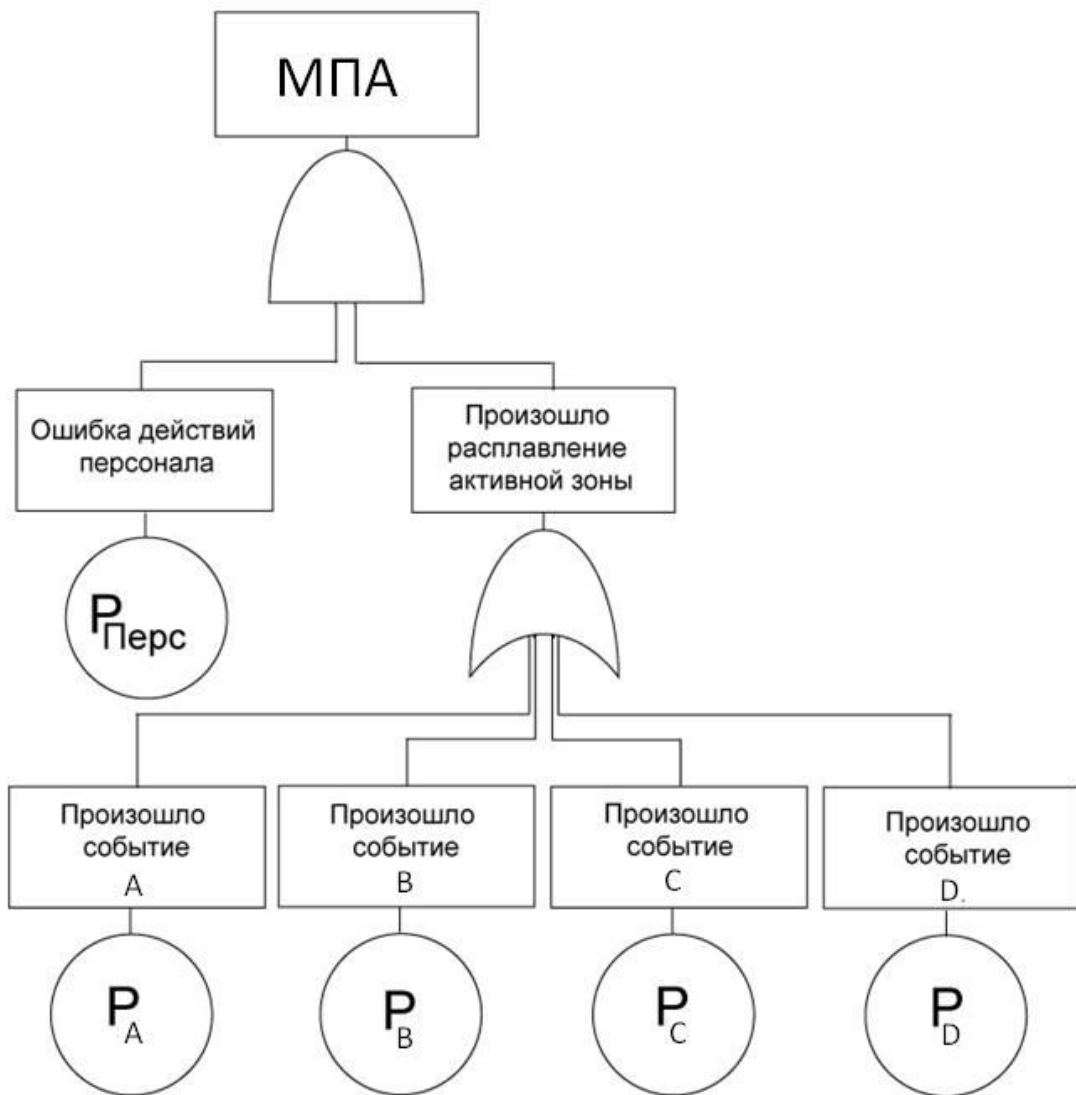 МПА
Ошибка действий
персонала
Произошло
расплавление
активной зоны
PПерс
Произошло
событие
A
Произошло
событие
B
Произошло
событие
C
Произошло
событие
D.
PA
PB
PC
PD